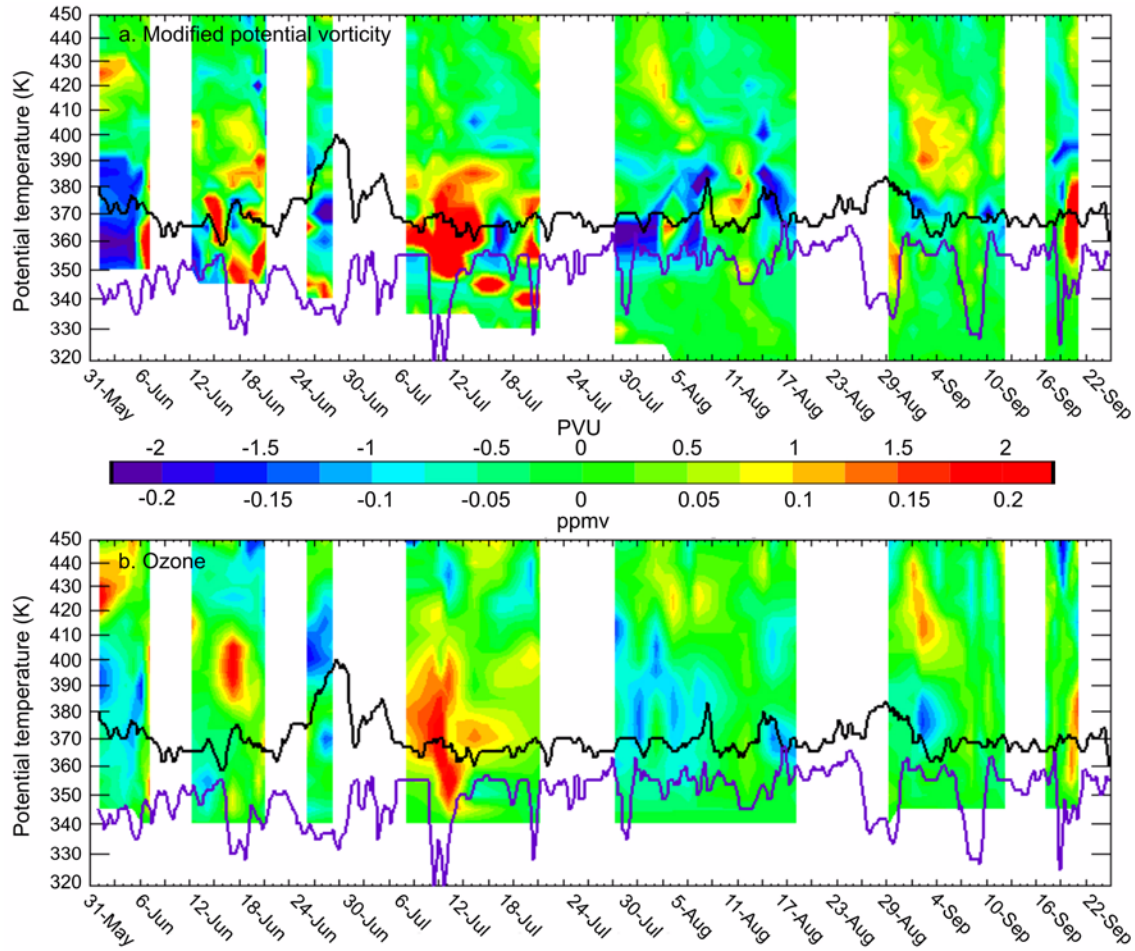 a. Modified potential vorticity
Potential temperature (K)
450
440
430
420
410
400
390
380
370
360
350
340
330
320
31-May 6-Jun 12-Jun 18-Jun 24-Jun 30-Jun 6-Jul 12-Jul 18-Jul 24-Jul 30-Jul 5-Aug 11-Aug 17-Aug 23-Aug 29-Aug 4-Sep 10-Sep 16-Sep 22-Sep
PVU
-2 -1.5 -1 -0.5 0 0.5 1 1.5 2
-0.2 -0.15 -0.1 -0.05 0 0.05 0.1 0.15 0.2
ppmv
b. Ozone
Potential temperature (K)
450
440
430
420
410
400
390
380
370
360
350
340
330
320
31-May 6-Jun 12-Jun 18-Jun 24-Jun 30-Jun 6-Jul 12-Jul 18-Jul 24-Jul 30-Jul 5-Aug 11-Aug 17-Aug 23-Aug 29-Aug 4-Sep 10-Sep 16-Sep 22-Sep